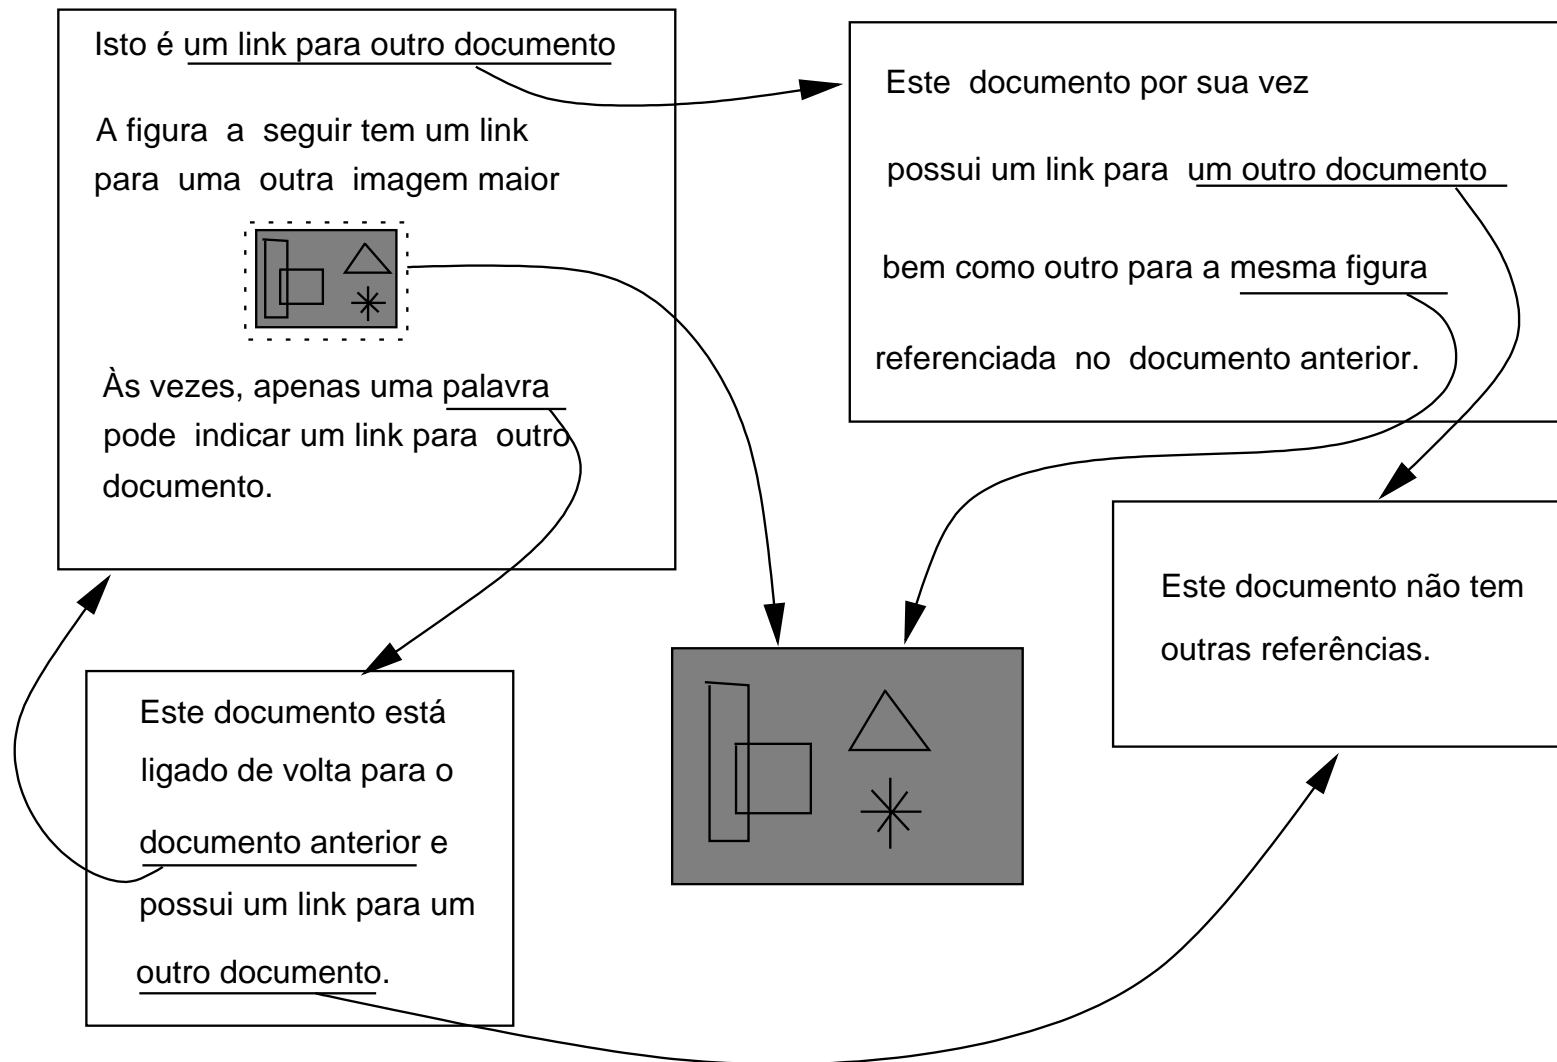 Isto é um link para outro documento
A figura a seguir tem um link
para uma outra imagem maior
Às vezes, apenas uma palavra
pode indicar um link para outro
documento.
Este documento por sua vez
possui um link para um outro documento
bem como outro para a mesma figura
referenciada no documento anterior.
Este documento não tem
outras referências.
Este documento está
ligado de volta para o
documento anterior e
possui um link para um
outro documento.